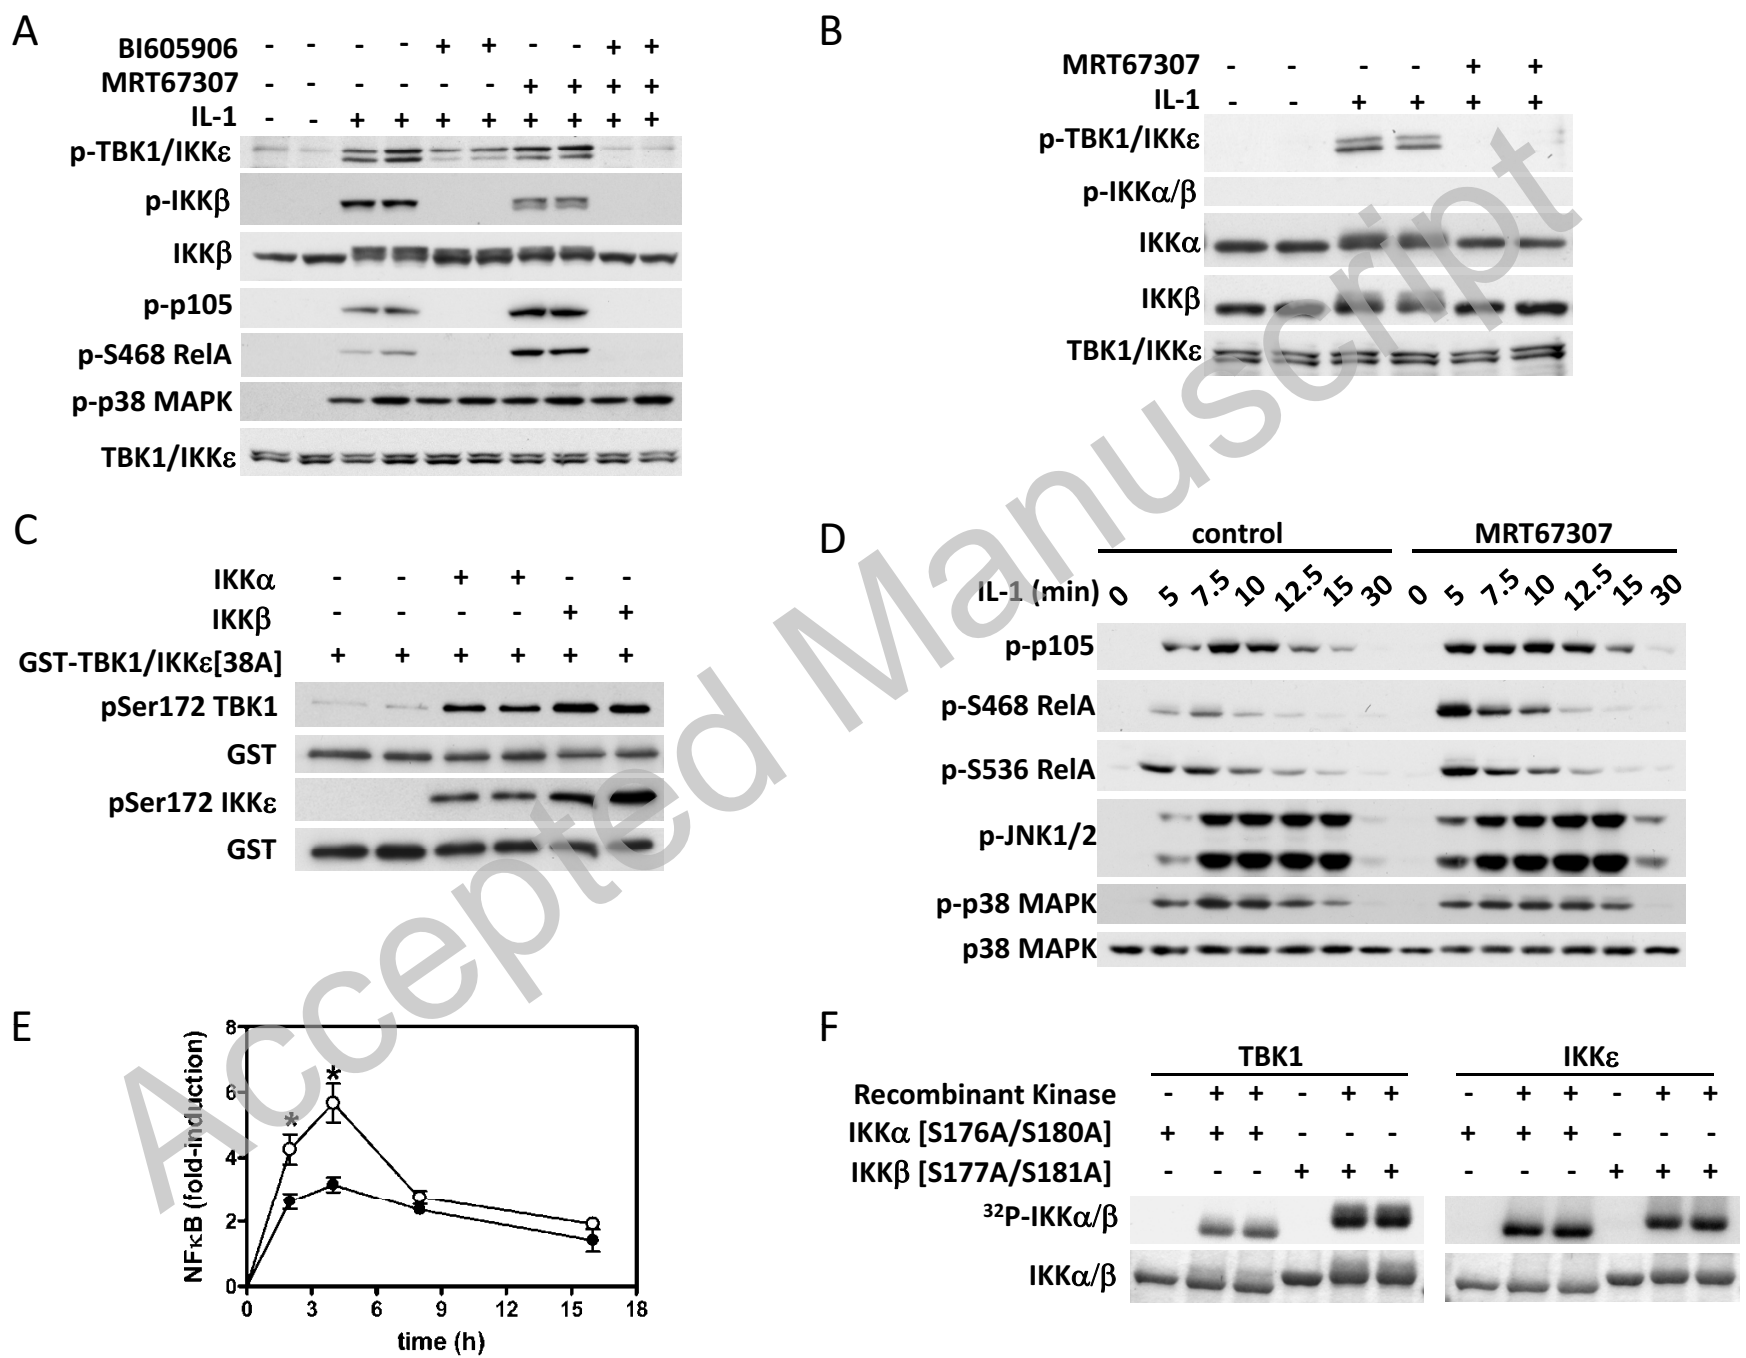 A
BI605906 - - - - + + - - + +
MRT67307 - - - - - - + + + +
IL-1 - - + + + + + + + +
p-TBK1/IKKε
p-IKKβ
IKKβ
p-p105
p-S468 RelA
p-p38 MAPK
TBK1/IKKε
B
MRT67307 - - - - + +
IL-1 - - + + + +
p-TBK1/IKKε
p-IKKα/β
IKKα
IKKβ
TBK1/IKKε
C
IKKα - - + + - -
IKKβ - - - - + +
GST-TBK1/IKKε[38A] + + + + + +
pSer172 TBK1
GST
pSer172 IKKε
GST
D
control MRT67307
IL-1 (min) 0 5 7.5 10 12.5 15 30 0 5 7.5 10 12.5 15 30
p-p105
p-S468 RelA
p-S536 RelA
p-JNK1/2
p-p38 MAPK
p38 MAPK
E
NFκB (fold-induction)
8
6
4
2
0
* *
0 3 6 9 12 15 18
time (h)
F
TBK1 IKKε
Recombinant Kinase - + + - + + - + + - + +
IKKα [S176A/S180A] + + + - - - + + + - - -
IKKβ [S177A/S181A] - - - + + + - - - + + +
³²P-IKKα/β
IKKα/β
Accepted Manuscript